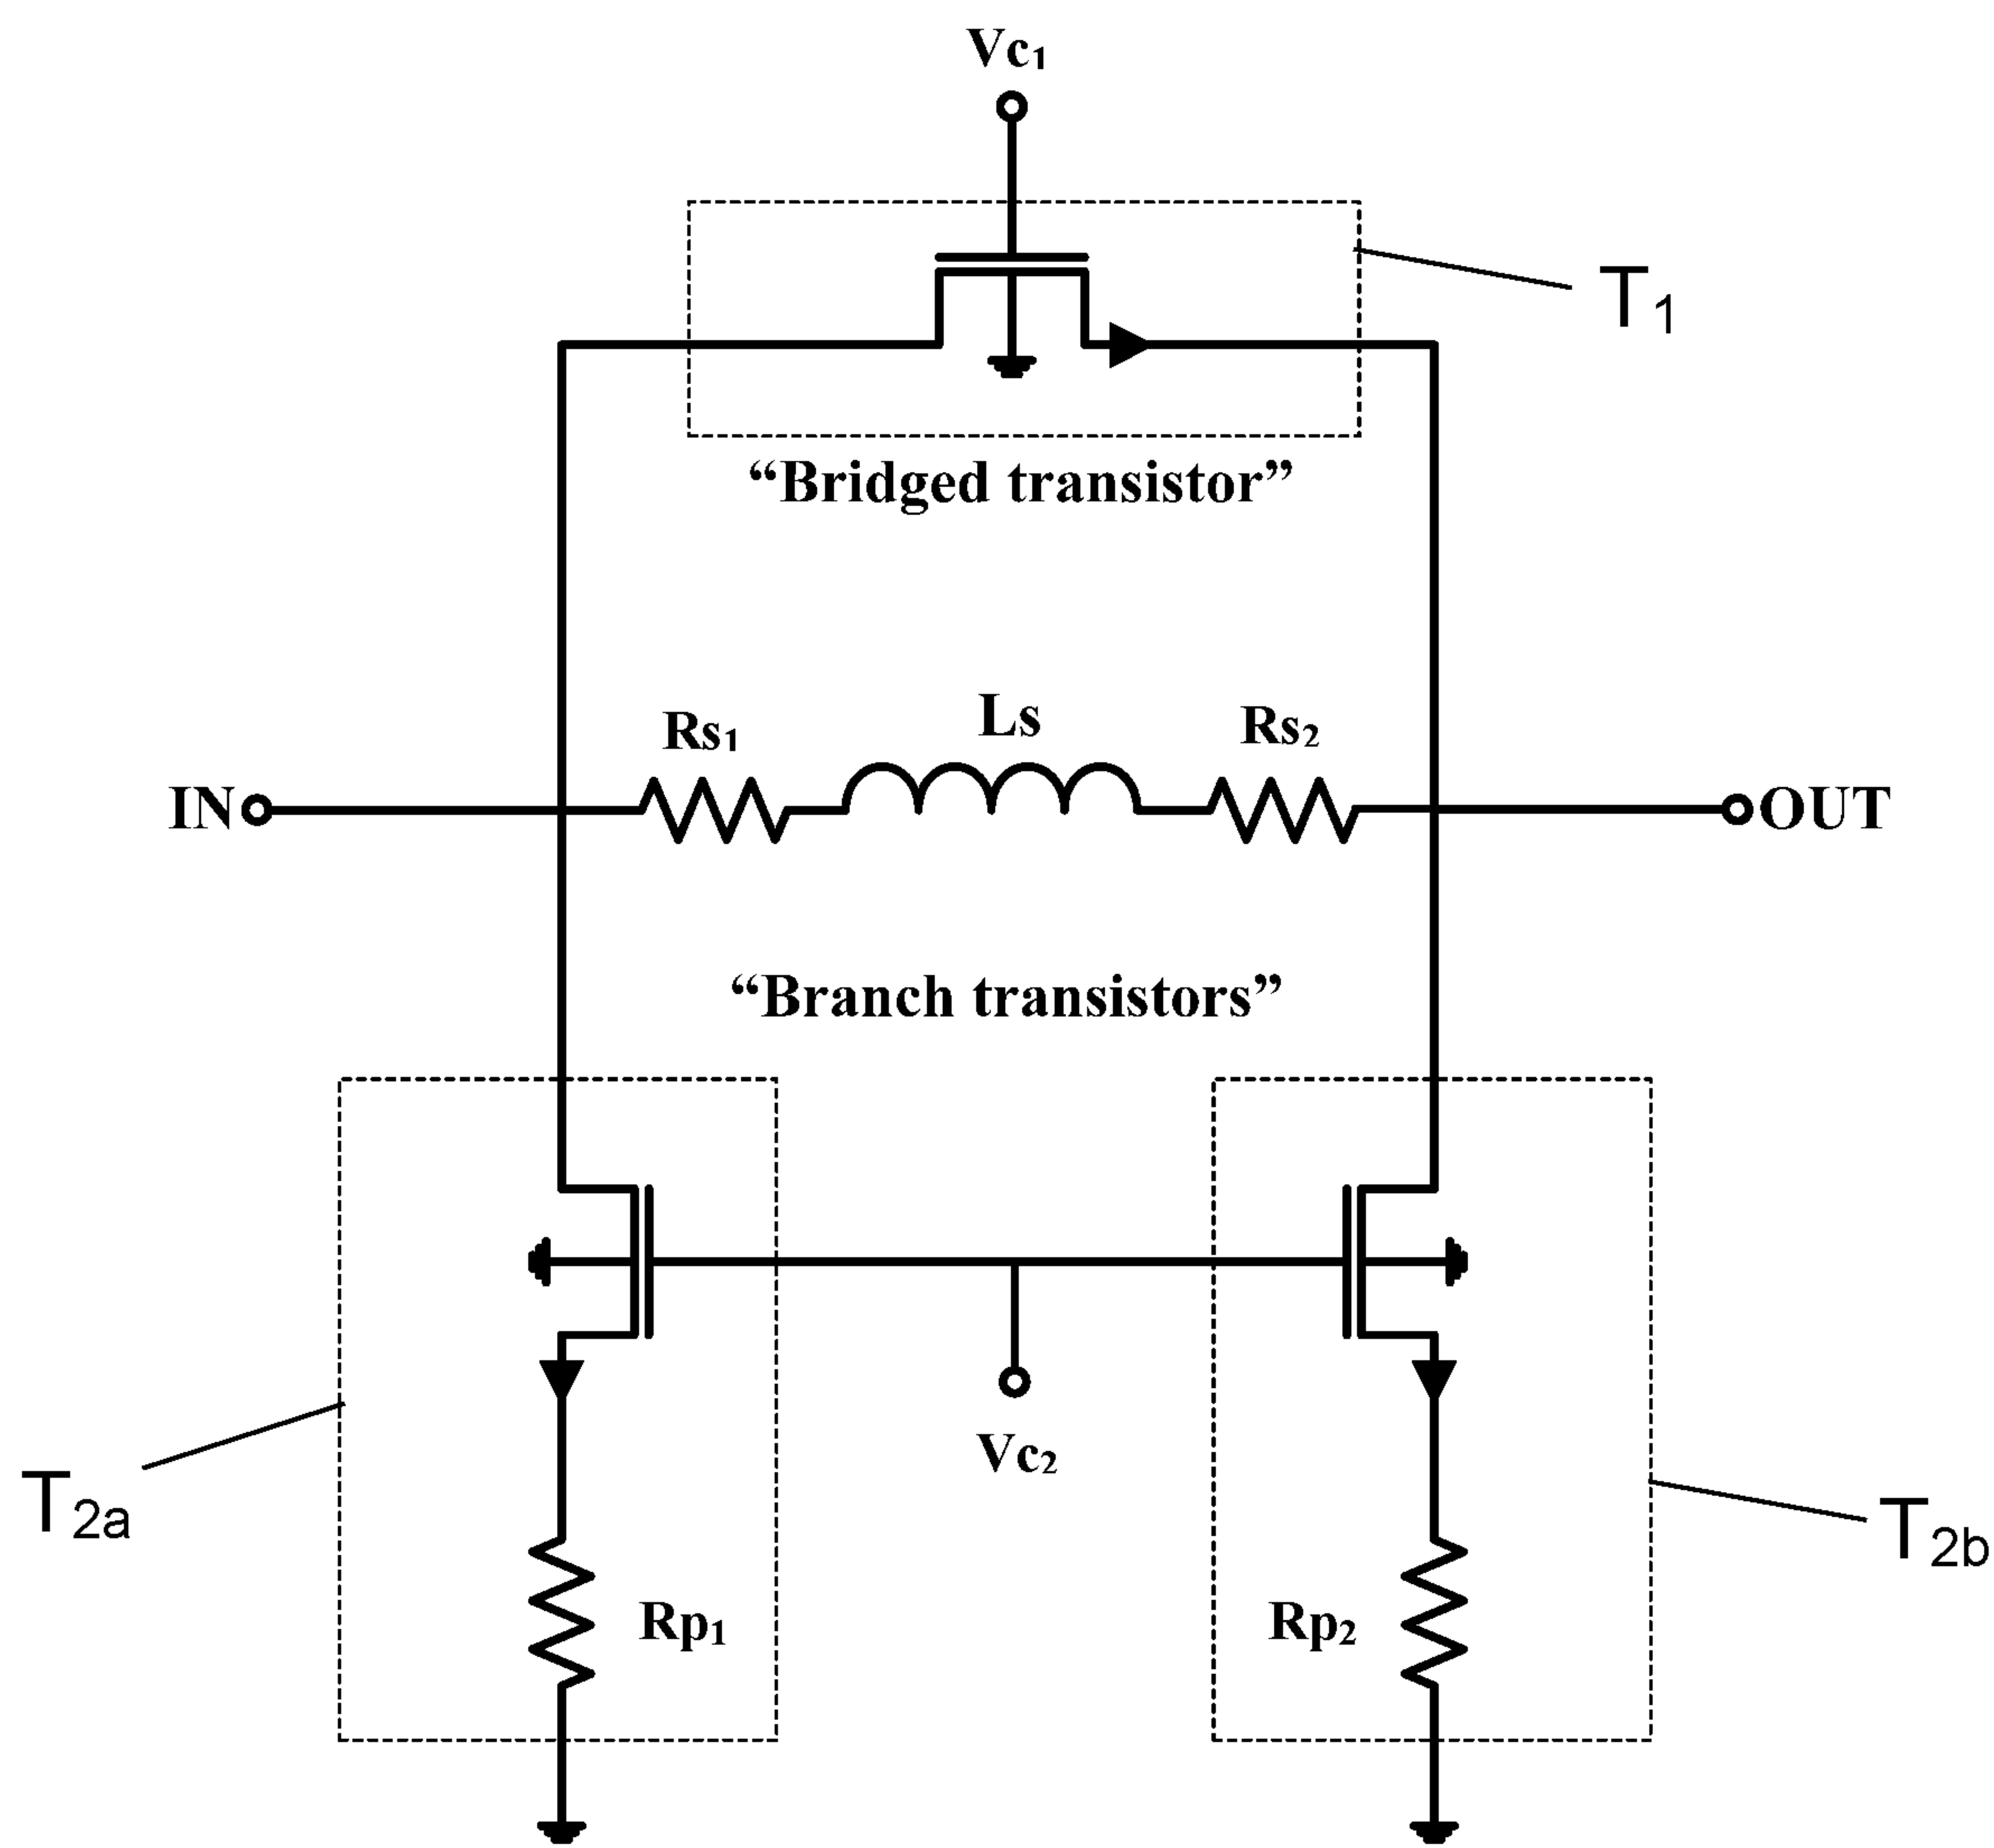 Vc₁
T₁
“Bridged transistor”
Rs₁
Ls
Rs₂
IN
OUT
“Branch transistors”
Vc₂
T₂ₐ
T₂b
Rp₁
Rp₂